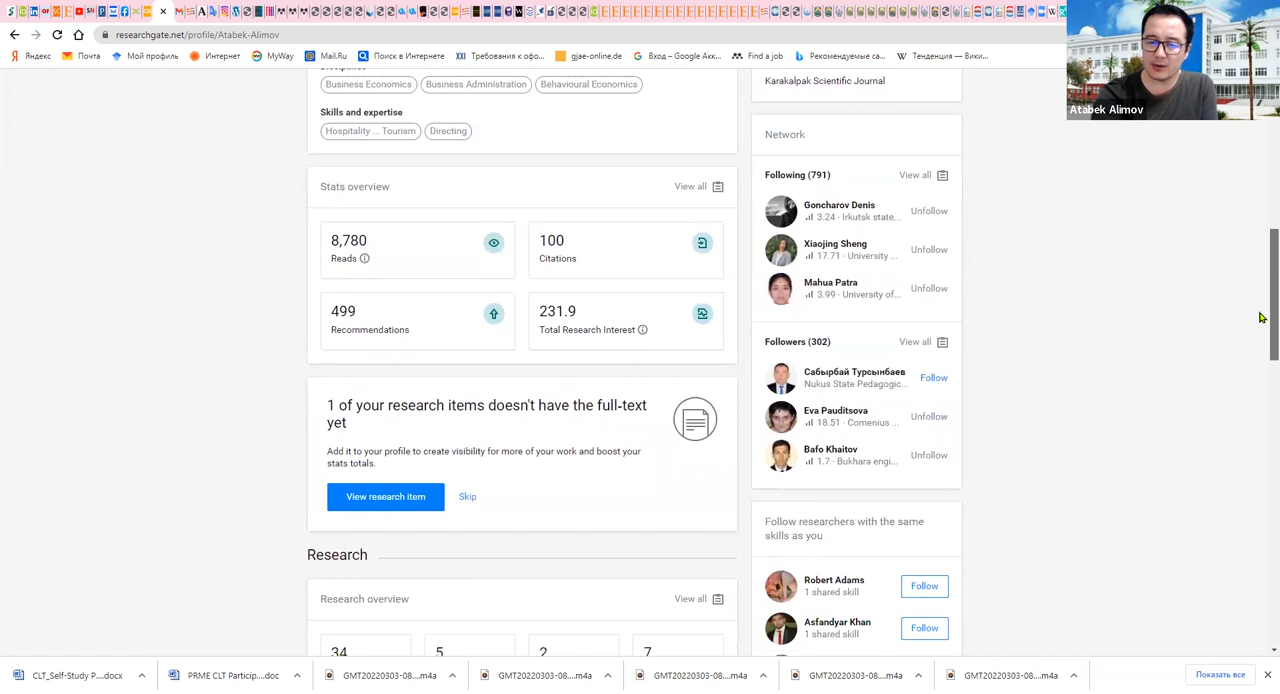 researchgate.net/profile/Atabek-Alimov
Яндекс
Почта
Мой профиль
Интернет
MyWay
Mail.Ru
Поиск в Интернете
Требования к офо...
gjae-online.de
Вход – Google Акк...
Find a job
Рекомендуемые са...
Тенденция — Вики...
Atabek Alimov
Business Economics
Business Administration
Behavioural Economics
Skills and expertise
Hospitality ... Tourism
Directing
Stats overview
View all
8,780
Reads
100
Citations
499
Recommendations
231.9
Total Research Interest
1 of your research items doesn't have the full-text
yet
Add it to your profile to create visibility for more of your work and boost your
stats totals.
View research item
Skip
Research
Research overview
View all
34
5
2
7
Karakalpak Scientific Journal
Network
Following (791)
View all
Goncharov Denis
Unfollow
3.24 · Irkutsk state...
Xiaojing Sheng
Unfollow
17.71 · University ...
Mahua Patra
Unfollow
3.99 · University of...
Followers (302)
View all
Сабырбай Турсынбаев
Follow
Nukus State Pedagogic...
Eva Pauditsova
Unfollow
18.51 · Comenius ...
Bafo Khaitov
Unfollow
1.7 · Bukhara engi...
Follow researchers with the same
skills as you
Robert Adams
Follow
1 shared skill
Asfandyar Khan
Follow
1 shared skill
CLT_Self-Study P....docx
PRME CLT Particip....doc
GMT20220303-08....m4a
GMT20220303-08....m4a
GMT20220303-08....m4a
GMT20220303-08....m4a
GMT20220303-08....m4a
Показать все